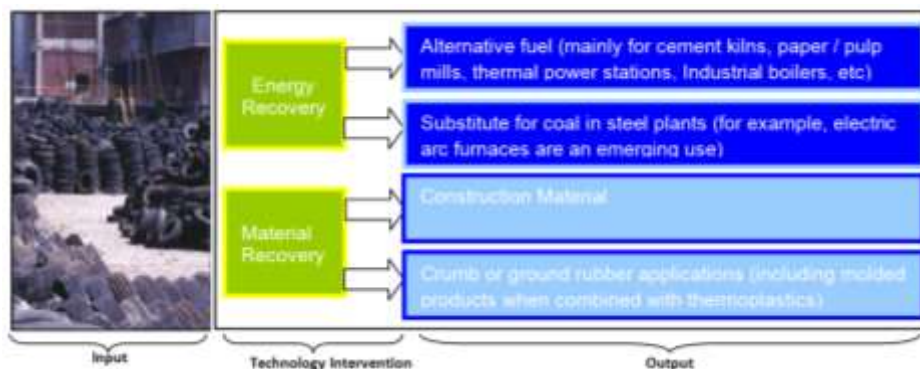 Energy
Recovery
Alternative fuel (mainly for cement kilns, paper / pulp
mills, thermal power stations, Industrial boilers, etc)
Substitute for coal in steel plants (for example, electric
arc furnaces are an emerging use)
Material
Recovery
Construction Material
Crumb or ground rubber applications (including molded
products when combined with thermoplastics)
Input
Technology Intervention
Output